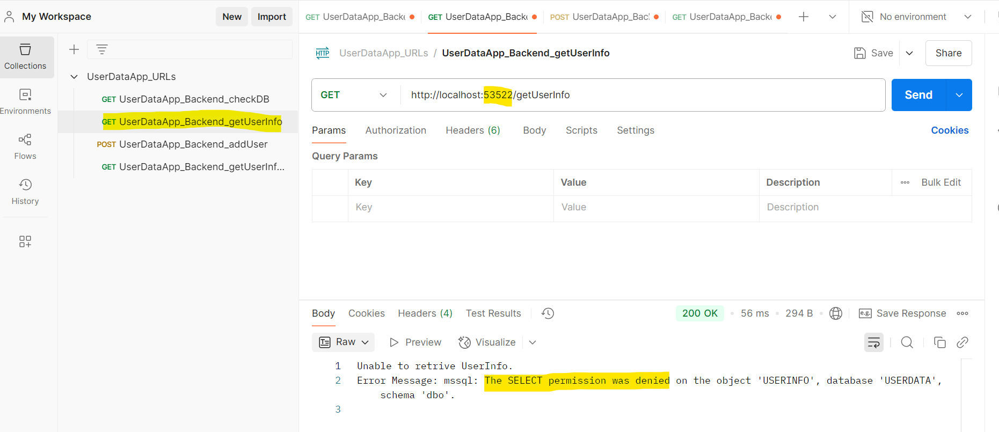 My Workspace
New
Import
GET UserDataApp_Backe
GET UserDataApp_Backe
POST UserDataApp_Bac
GET UserDataApp_Backe
No environment
Collections
Environments
Flows
History
UserDataApp_URLs
GET UserDataApp_Backend_checkDB
GET UserDataApp_Backend_getUserInfo
POST UserDataApp_Backend_addUser
GET UserDataApp_Backend_getUserInf...
HTTP UserDataApp_URLs / UserDataApp_Backend_getUserInfo
Save
Share
GET
http://localhost:53522/getUserInfo
Send
Params
Authorization
Headers (6)
Body
Scripts
Settings
Cookies
Query Params
Key
Value
Description
Bulk Edit
Key
Value
Description
Body
Cookies
Headers (4)
Test Results
200 OK
56 ms
294 B
e.g. Save Response
Raw
Preview
Visualize
1 Unable to retrive UserInfo.
2 Error Message: mssql: The SELECT permission was denied on the object 'USERINFO', database 'USERDATA',
schema 'dbo'.
3